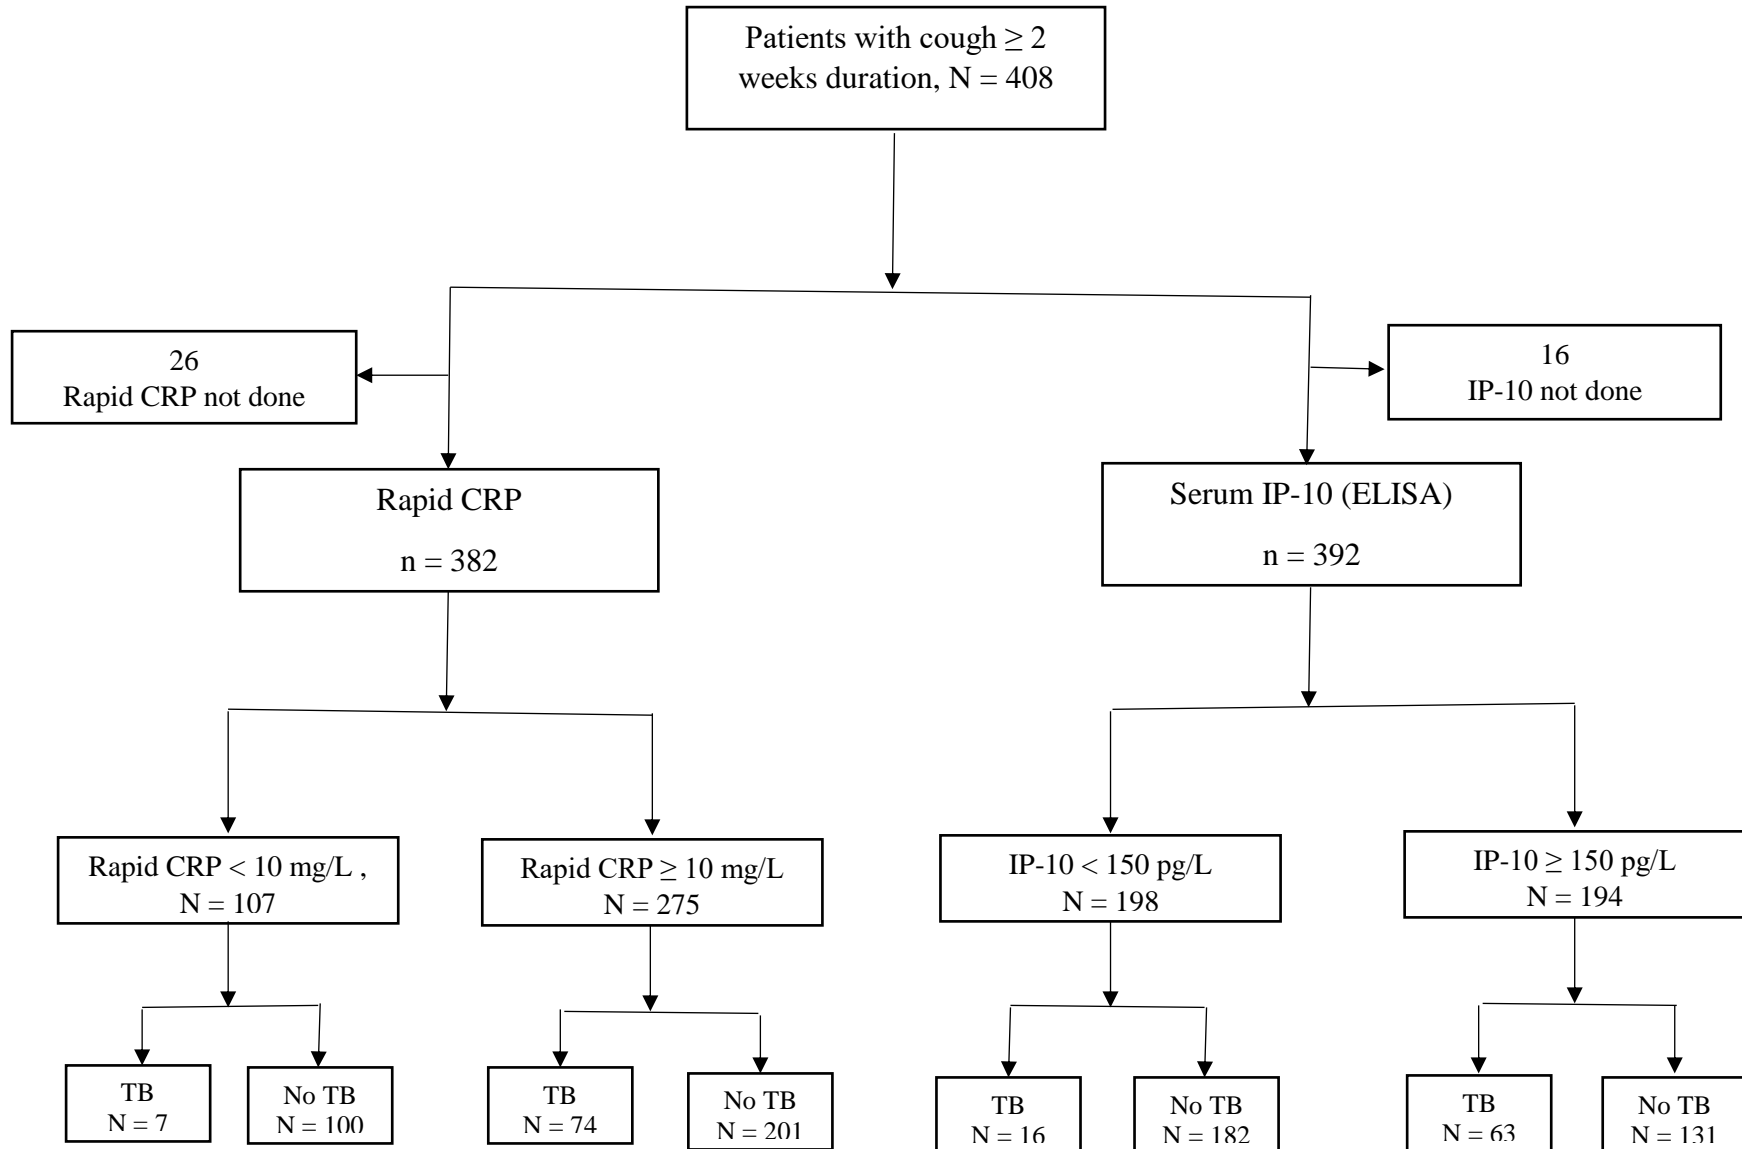 Patients with cough ≥ 2
weeks duration, N = 408
26
Rapid CRP not done
16
IP-10 not done
Rapid CRP
n = 382
Serum IP-10 (ELISA)
n = 392
Rapid CRP < 10 mg/L ,
N = 107
Rapid CRP ≥ 10 mg/L
N = 275
IP-10 < 150 pg/L
N = 198
IP-10 ≥ 150 pg/L
N = 194
TB
N = 7
No TB
N = 100
TB
N = 74
No TB
N = 201
TB
N = 16
No TB
N = 182
TB
N = 63
No TB
N = 131